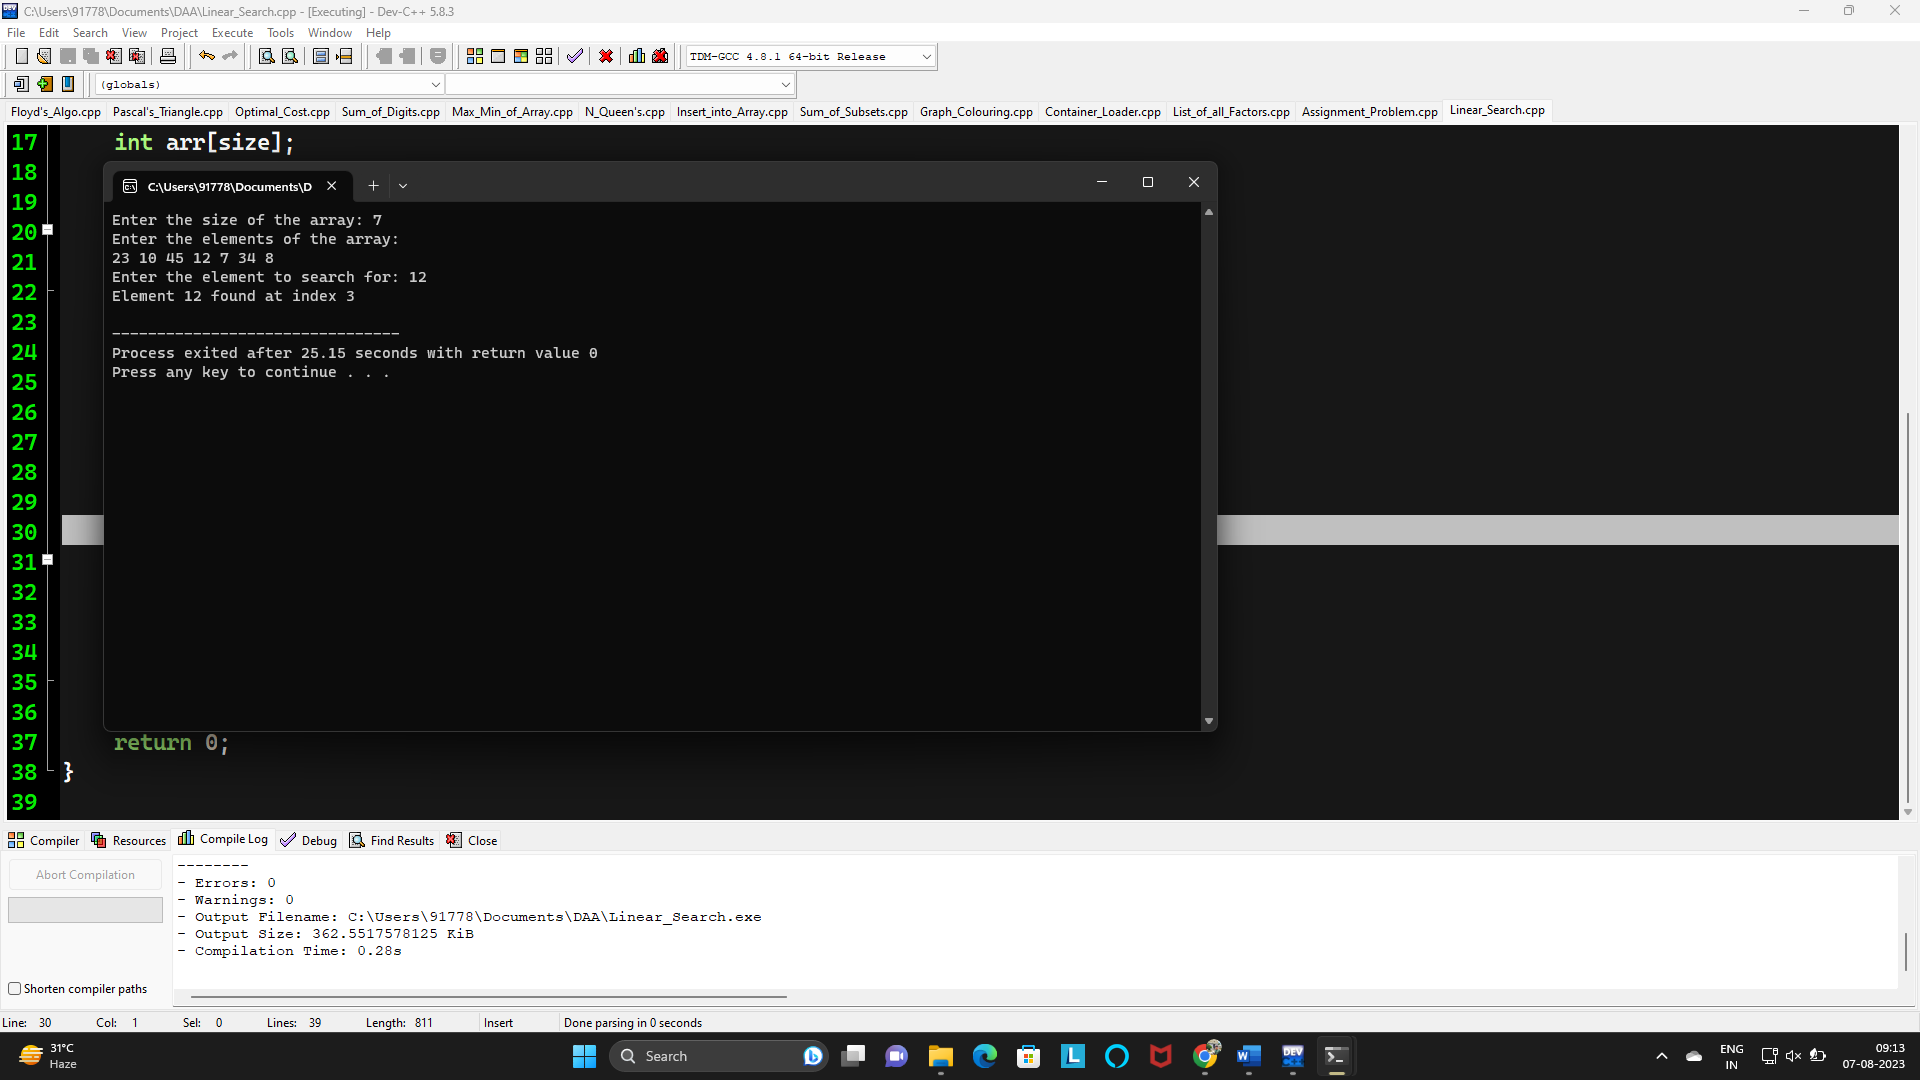 C:\Users\91778\Documents\DAA\Linear_Search.cpp - [Executing] - Dev-C++ 5.8.3
File Edit Search View Project Execute Tools Window Help
TDM-GCC 4.8.1 64-bit Release
(globals)
Floyd's_Algo.cpp Pascal's_Triangle.cpp Optimal_Cost.cpp Sum_of_Digits.cpp Max_Min_of_Array.cpp N_Queen's.cpp Insert_into_Array.cpp Sum_of_Subsets.cpp Graph_Colouring.cpp Container_Loader.cpp List_of_all_Factors.cpp Assignment_Problem.cpp Linear_Search.cpp
17 int arr[size];
18
19
20
21
22
23
24
25
26
27
28
29
30
31
32
33
34
35
36
37 return 0;
38 }
39
C:\Users\91778\Documents\D
Enter the size of the array: 7
Enter the elements of the array:
23 10 45 12 7 34 8
Enter the element to search for: 12
Element 12 found at index 3
--------------------------------
Process exited after 25.15 seconds with return value 0
Press any key to continue . . .
Compiler Resources Compile Log Debug Find Results Close
Abort Compilation
Shorten compiler paths
--------
- Errors: 0
- Warnings: 0
- Output Filename: C:\Users\91778\Documents\DAA\Linear_Search.exe
- Output Size: 362.5517578125 KiB
- Compilation Time: 0.28s
Line: 30 Col: 1 Sel: 0 Lines: 39 Length: 811 Insert Done parsing in 0 seconds
31°C
Haze
Search
L
W
DEV
ENG
IN
09:13
07-08-2023